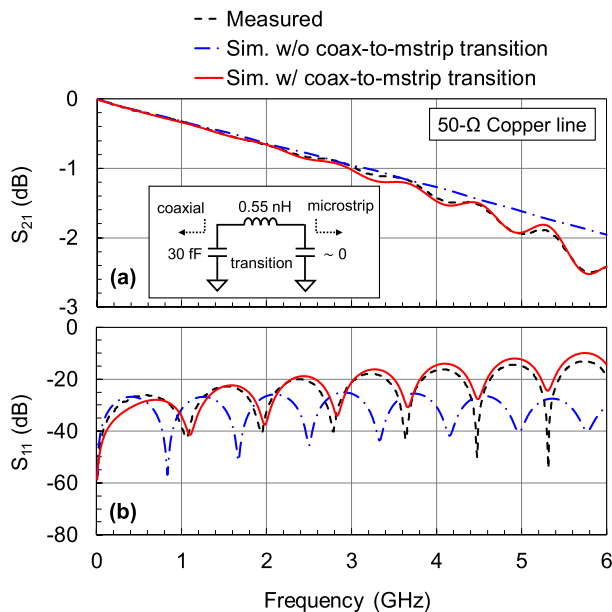 Measured
Sim. w/o coax-to-mstrip transition
Sim. w/ coax-to-mstrip transition
0
-1
-2
-3
S21 (dB)
50-Ω Copper line
coaxial
0.55 nH
microstrip
30 fF
transition
~ 0
(a)
0
-20
-40
-60
-80
S11 (dB)
(b)
0
1
2
3
4
5
6
Frequency (GHz)